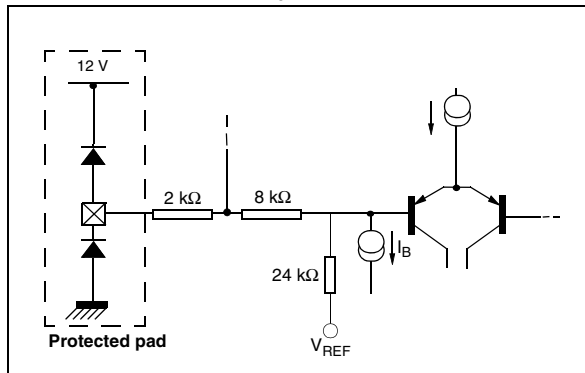 12 V
2 kΩ
8 kΩ
24 kΩ
I_B
V_REF
Protected pad